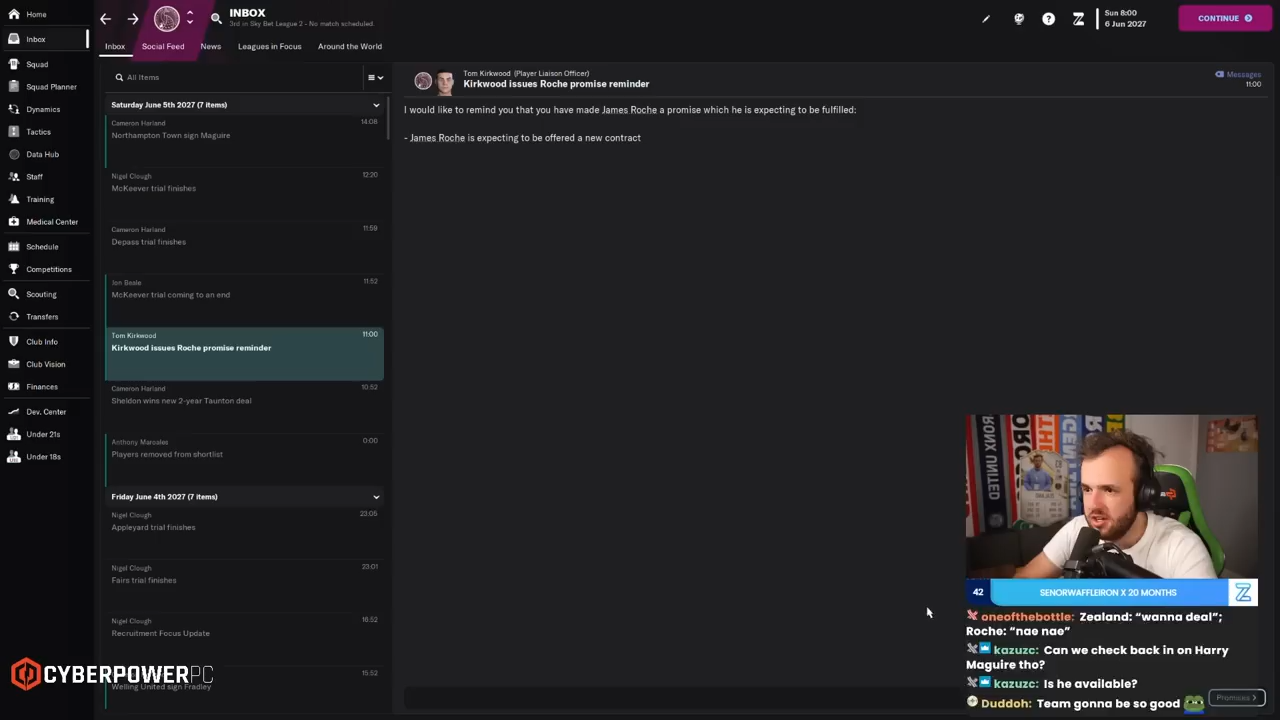 Home
Inbox
Squad
Squad Planner
Dynamics
Tactics
Data Hub
Staff
Training
Medical Center
Schedule
Competitions
Scouting
Transfers
Club Info
Club Vision
Finances
Dev. Center
Under 21s
Under 18s
INBOX
3rd in Sky Bet League 2 - No match scheduled.
Sun 8:00
6 Jun 2027
CONTINUE
Inbox
Social Feed
News
Leagues in Focus
Around the World
All Items
Saturday June 5th 2027 (7 items)
Cameron Harland
14:08
Northampton Town sign Maguire
Nigel Clough
12:20
McKeever trial finishes
Cameron Harland
11:59
Depass trial finishes
Jon Beale
11:52
McKeever trial coming to an end
Tom Kirkwood
11:00
Kirkwood issues Roche promise reminder
Cameron Harland
10:52
Sheldon wins new 2-year Taunton deal
Anthony Maroales
0:00
Players removed from shortlist
Friday June 4th 2027 (7 items)
Nigel Clough
23:05
Appleyard trial finishes
Nigel Clough
23:01
Fairs trial finishes
Nigel Clough
16:52
Recruitment Focus Update
15:52
Welling United sign Fradley
CYBERPOWERPC
Tom Kirkwood (Player Liaison Officer)
Kirkwood issues Roche promise reminder
Messages
11:00
I would like to remind you that you have made James Roche a promise which he is expecting to be fulfilled:
- James Roche is expecting to be offered a new contract
BRONX UNITED
42
SENORWAFFLEIRON X 20 MONTHS
oneofthebottle: Zealand: “wanna deal”;
Roche: “nae nae”
kazuzc: Can we check back in on Harry
Maguire tho?
kazuzc: Is he available?
Duddoh: Team gonna be so good
Promises